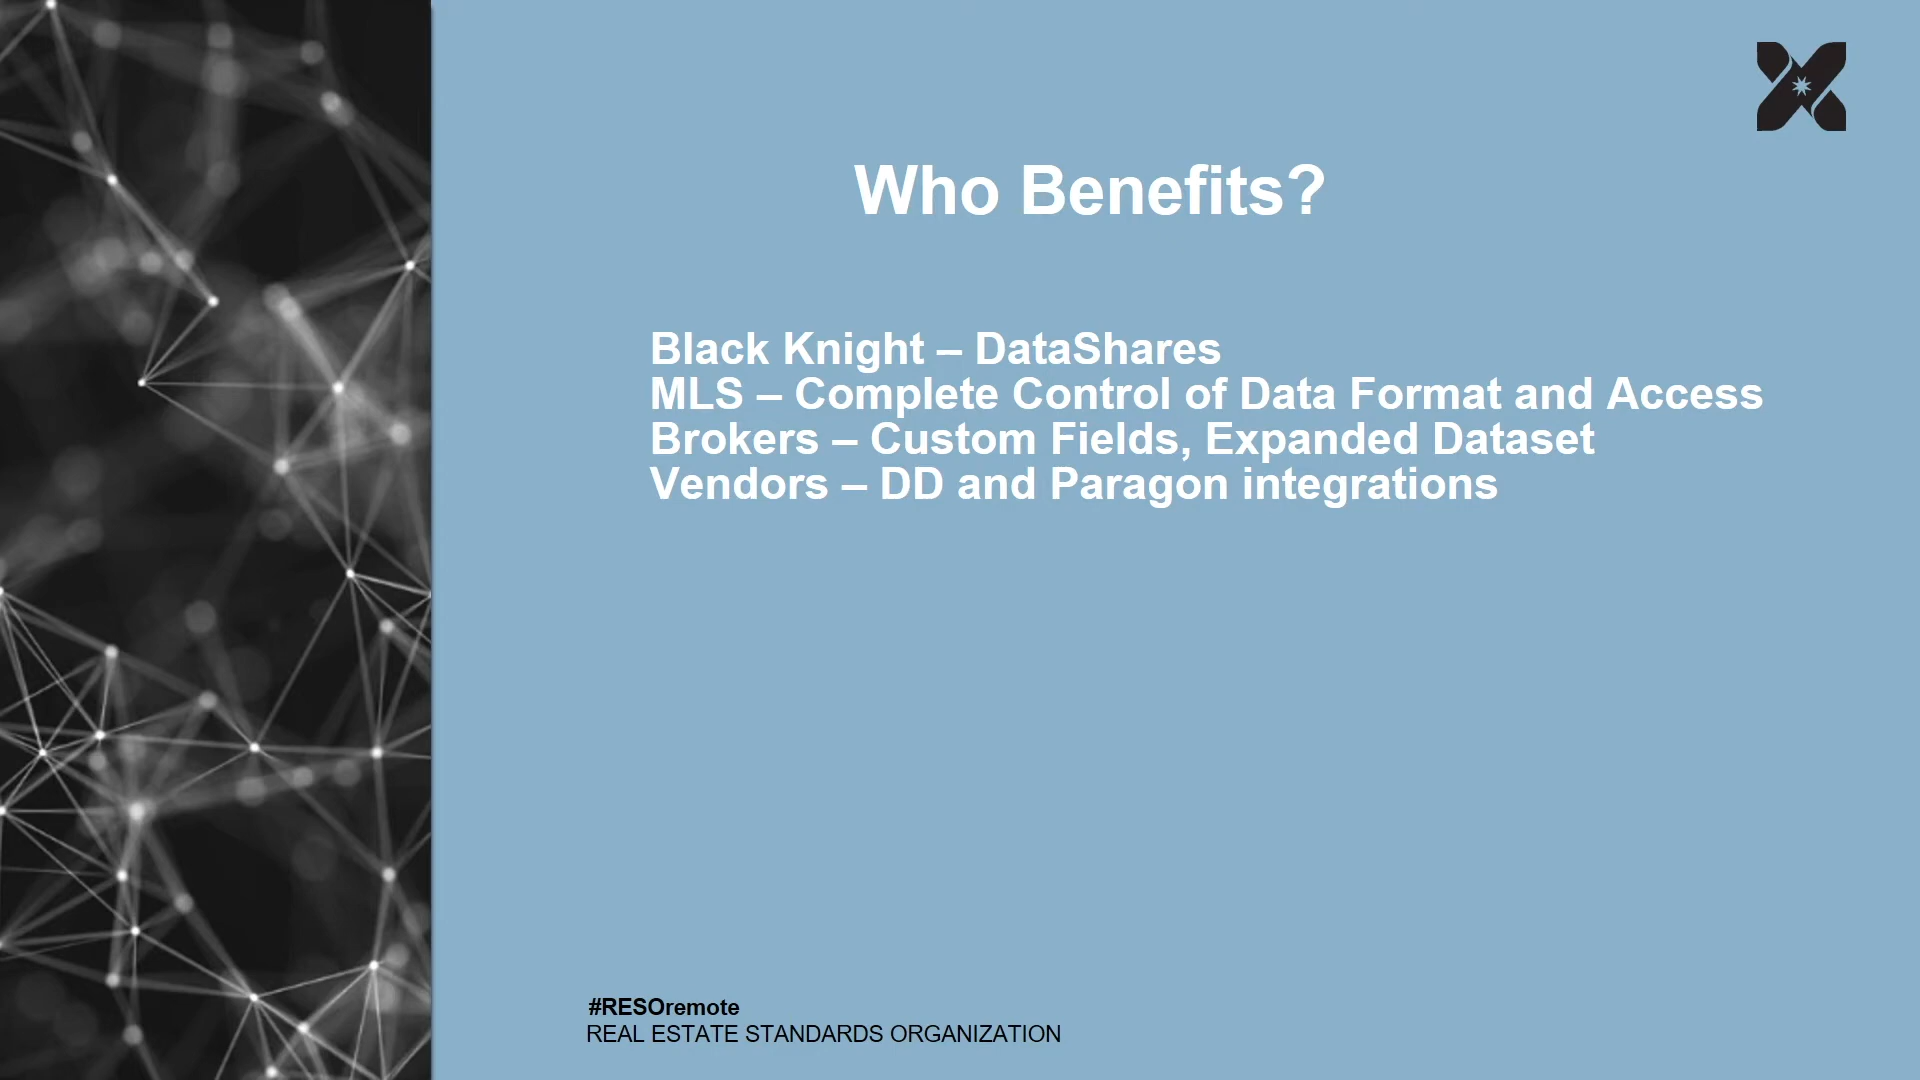 Who Benefits?
Black Knight – DataShares
MLS – Complete Control of Data Format and Access
Brokers – Custom Fields, Expanded Dataset
Vendors – DD and Paragon integrations
#RESOremote
REAL ESTATE STANDARDS ORGANIZATION